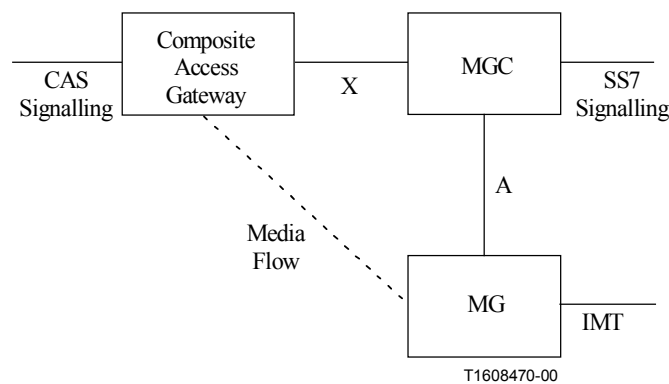 Composite
Access
Gateway
MGC
CAS
Signalling
X
SS7
Signalling
A
Media
Flow
MG
IMT
T1608470-00